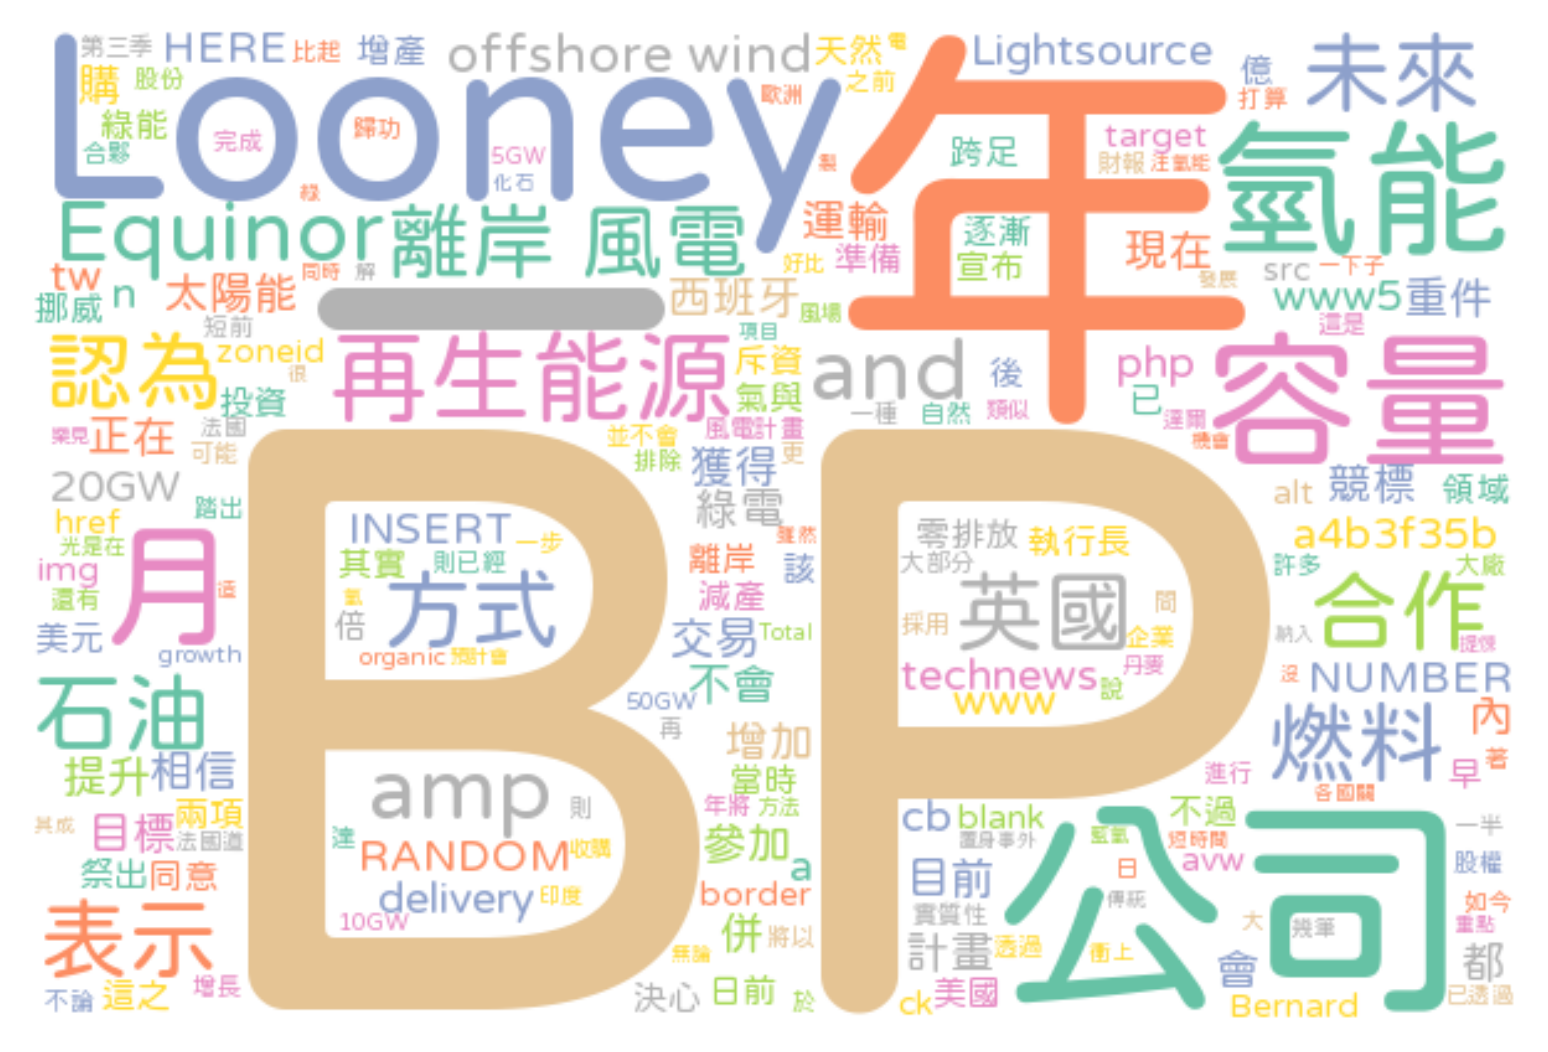 第三季
HERE
比起
增產
offshore wind
天然
電
Lightsource
億
未來
購
股份
Looney
歐洲
之前
年
打算
綠能
完成
歸功
5GW
跨足
target
氫能
合夥
化石
製
財報
注氫能
綠
Equinor
離岸 風電
運輸
逐漸
現在
好比
準備
宣布
tw
n
太陽能
同時
解
西班牙
發展
src
一下子
挪威
一
風場
www5
重件
短前
項目
這是
認為
zoneid
很
再生能源
斥資
and
後
php
容量
投資
氣與
一種
自然
類似
已
達爾
樂見
正在
法國
並不會
風電計畫
機會
可能
排除
獲得
更
20GW
踏出
BP
綠電
alt
競標
領域
href
INSERT
一步
雖然
零排放
執行長
a4b3f35b
光是在
其實
則已經
離岸
大部分
許多
大廠
img
月
還有
造
氫
方式
減產
該
英國
間
合作
美元
倍
交易
Total
採用
企業
納入
提煉
growth
organic
預計會
不會
technews
丹麥
說
沒
NUMBER
石油
50GW
www
燃料
內
再
增加
提升
相信
amp
則
當時
進行
早
著
各國關
目標
兩項
年將
方法
cb
blank
不過
公司
一半
其成
法國道
達
RANDOM
收購
參加
置身事外
藍氫
短時間
祭出
同意
a
目前
日
avw
股權
delivery
印度
border
實質性
傳統
如今
表示
10GW
併
將以
大
幾筆
重點
無論
計畫
透過
衝上
會
都
不論
這之
增長
決心
日前
於
ck
美國
Bernard
已透過